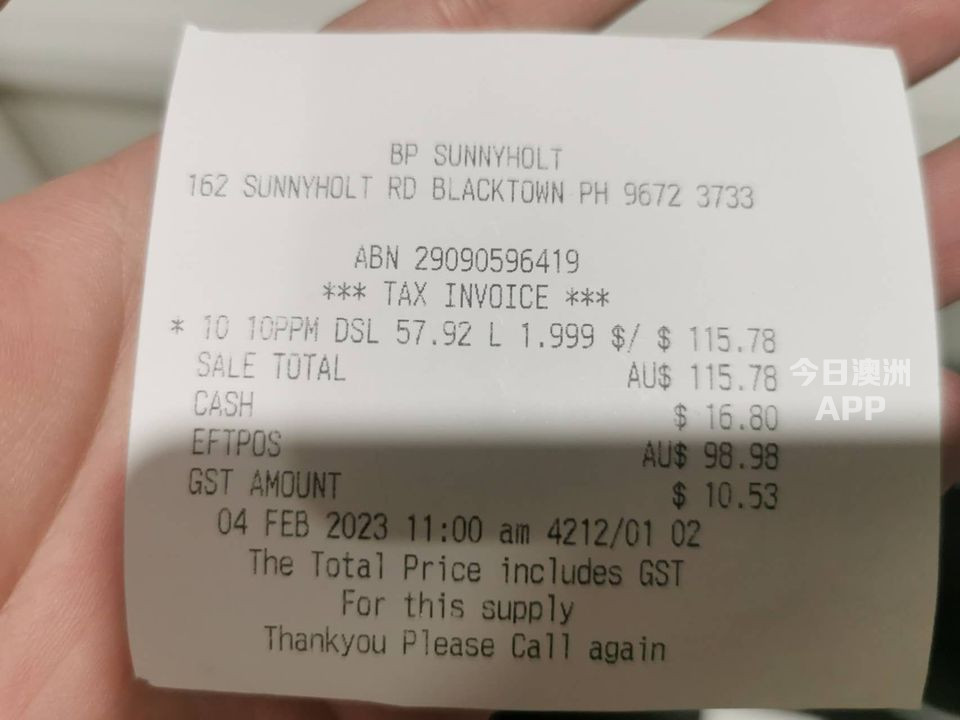 BP SUNNYHOLT
162 SUNNYHOLT RD BLACKTOWN PH 9672 3733
ABN 29090596419
*** TAX INVOICE ***
* 10 10PPM DSL 57.92 L 1.999 $/ $ 115.78
SALE TOTAL AU$ 115.78
CASH $ 16.80
EFTPOS AU$ 98.98
GST AMOUNT $ 10.53
04 FEB 2023 11:00 am 4212/01 02
The Total Price includes GST
For this supply
Thankyou Please Call again
今日澳洲
APP